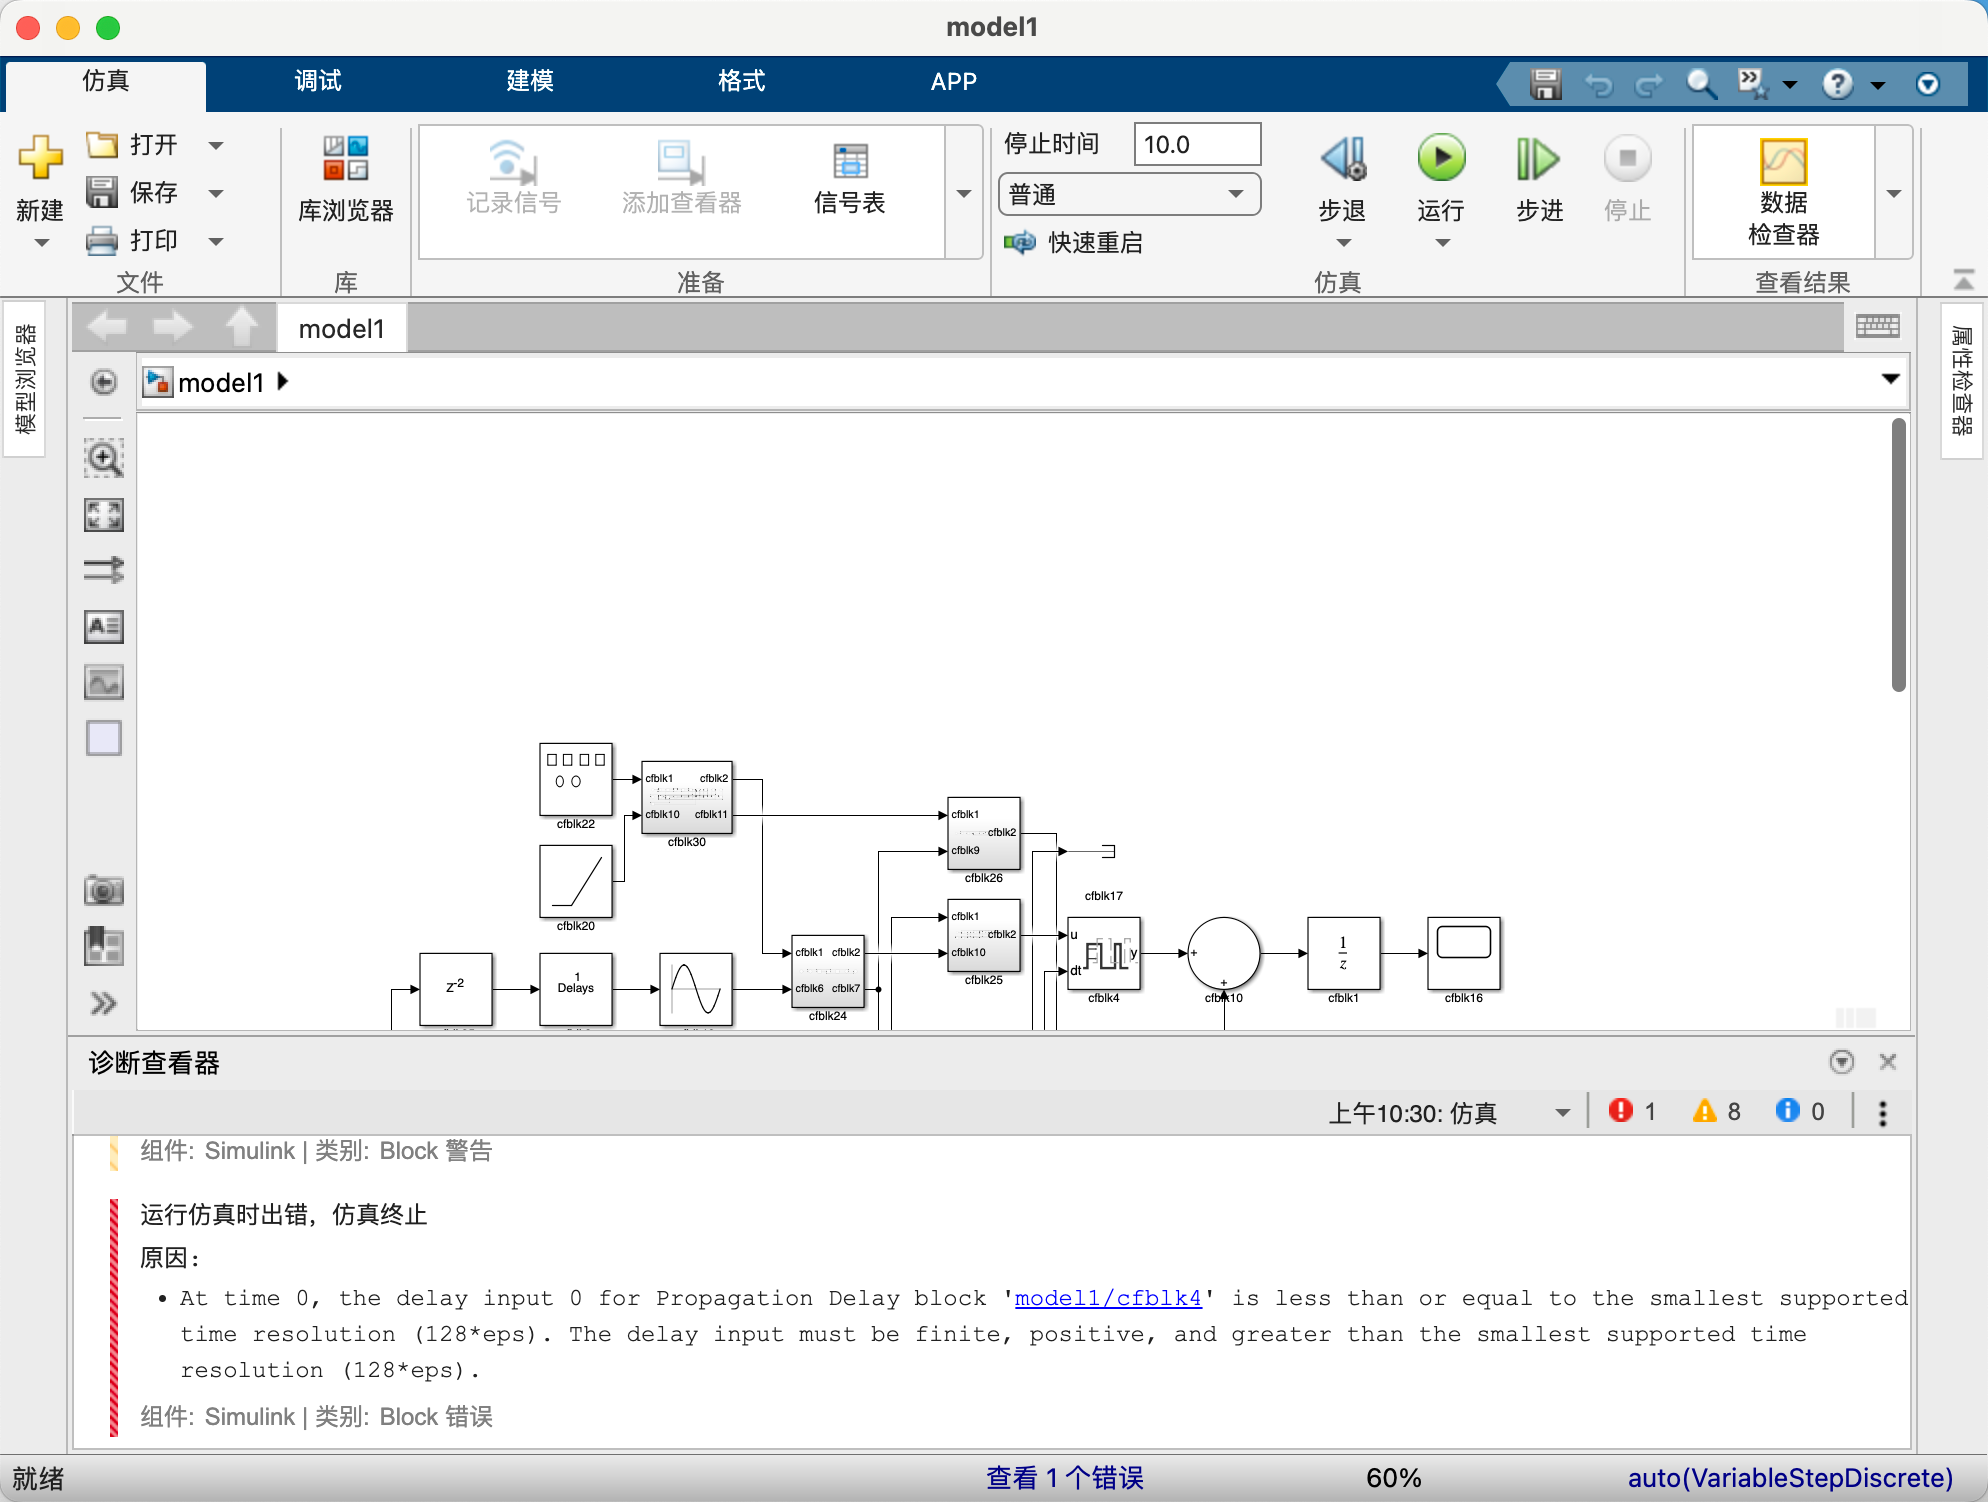 model1
仿真
调试
建模
格式
APP
新建
打开
保存
打印
文件
库浏览器
库
记录信号
添加查看器
信号表
准备
停止时间
10.0
普通
快速重启
步退
运行
步进
停止
仿真
数据
检查器
查看结果
模型浏览器
属性检查器
model1
model1
cfblk22
cfblk1
cfblk2
cfblk10
cfblk11
cfblk30
cfblk20
cfblk1
cfblk2
cfblk9
cfblk26
cfblk17
cfblk1
cfblk2
cfblk10
cfblk25
cfblk1
cfblk2
cfblk6
cfblk7
cfblk24
z-2
1
Delays
u
y
dt
cfblk4
+
+
cfblk10
1
z
cfblk1
cfblk16
诊断查看器
上午10:30: 仿真
1
8
0
组件: Simulink | 类别: Block 警告
运行仿真时出错，仿真终止
原因:
• At time 0, the delay input 0 for Propagation Delay block 'model1/cfblk4' is less than or equal to the smallest supported
time resolution (128*eps). The delay input must be finite, positive, and greater than the smallest supported time
resolution (128*eps).
组件: Simulink | 类别: Block 错误
就绪
查看 1 个错误
60%
auto(VariableStepDiscrete)